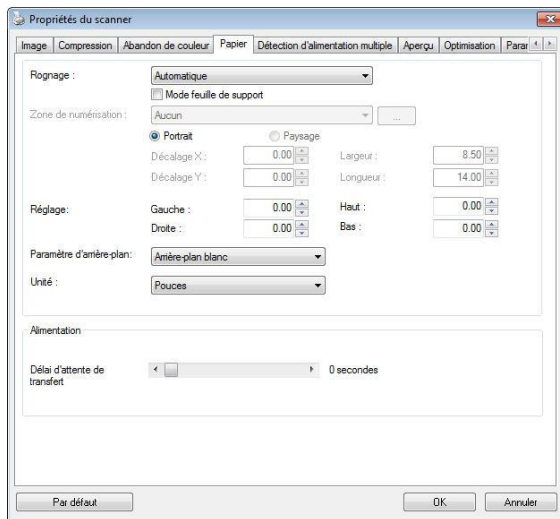 Propriétés du scanner
Image Compression Abandon de couleur Papier Détection d'alimentation multiple Aperçu Optimisation Parar
Rognage : Automatique
Mode feuille de support
Zone de numérisation : Aucun ...
Portrait Paysage
Décalage X : 0.00 Largeur : 8.50
Décalage Y : 0.00 Longueur : 14.00
Réglage: Gauche : 0.00 Haut : 0.00
Droite : 0.00 Bas : 0.00
Paramètre d'arrière-plan: Arrière-plan blanc
Unité : Pouces
Alimentation
Délai d'attente de 0 secondes
transfert
Par défaut OK Annuler